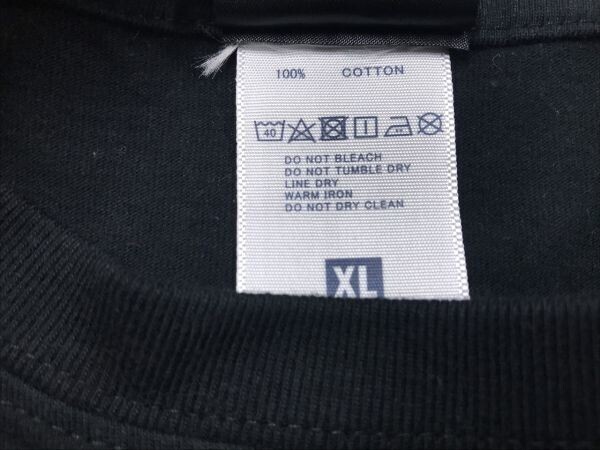 100% COTTON
40
DO NOT BLEACH
DO NOT TUMBLE DRY
LINE DRY
WARM IRON
DO NOT DRY CLEAN
XL